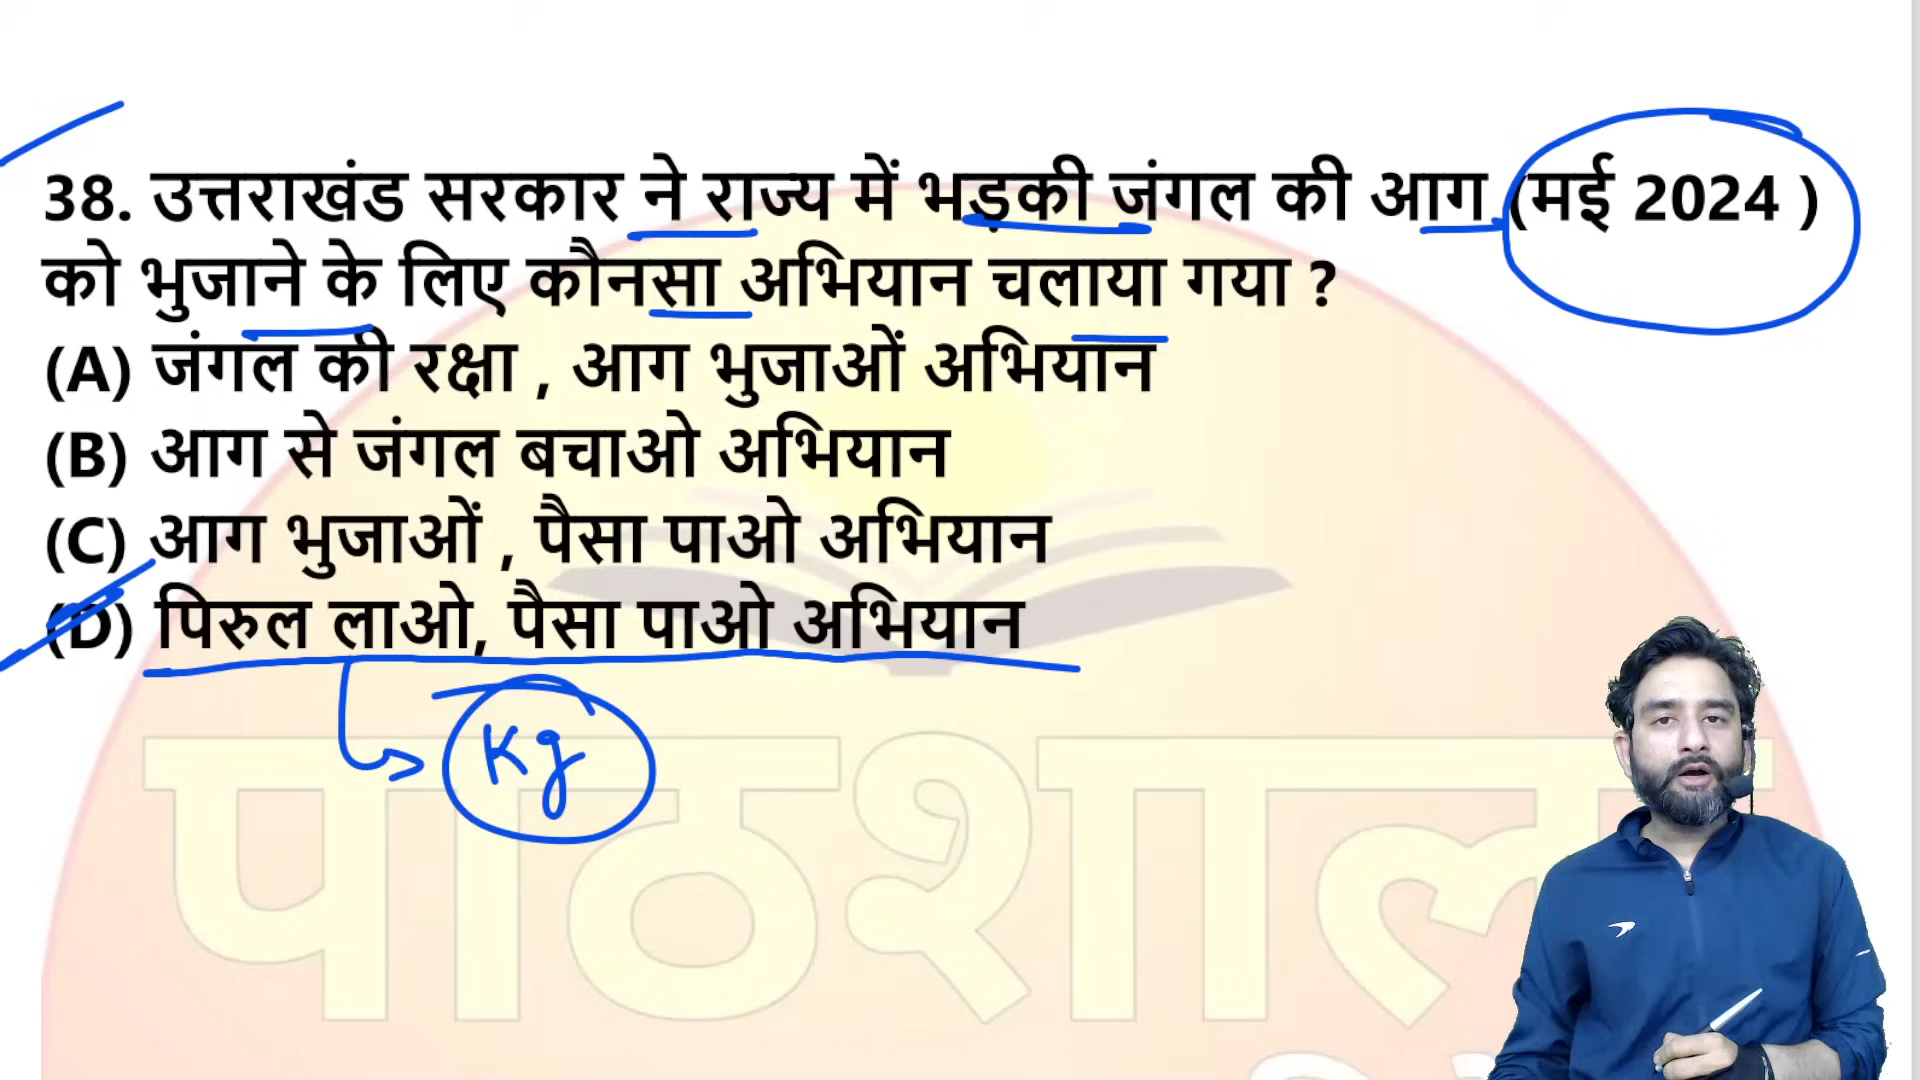 38. उत्तराखंड सरकार ने राज्य में भड़की जंगल की आग (मई 2024 )
को भुजाने के लिए कौनसा अभियान चलाया गया ?
(A) जंगल की रक्षा , आग भुजाओं अभियान
(B) आग से जंगल बचाओ अभियान
(C) आग भुजाओं , पैसा पाओ अभियान
(D) पिरुल लाओ, पैसा पाओ अभियान
Kg
पाठशाला